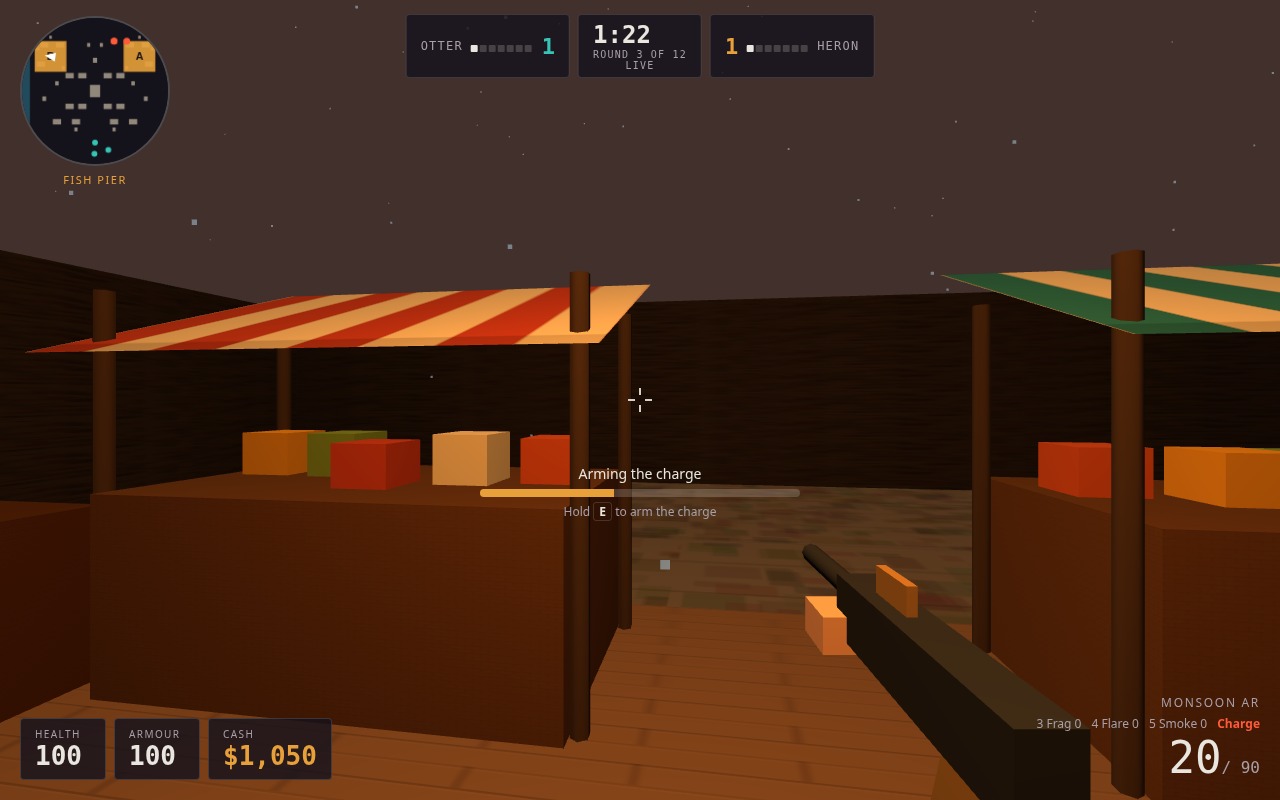 OTTER 1
1:22
ROUND 3 OF 12
LIVE
1 HERON
A
FISH PIER
Arming the charge
Hold E to arm the charge
MONSOON AR
3 Frag 0 4 Flare 0 5 Smoke 0 Charge
20 / 90
HEALTH
100
ARMOUR
100
CASH
$1,050